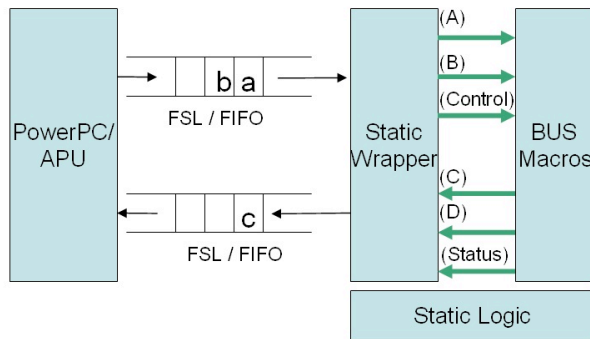 PowerPC/
APU
b a
FSL / FIFO
c
FSL / FIFO
Static
Wrapper
(A)
(B)
(Control)
(C)
(D)
(Status)
BUS
Macros
Static Logic